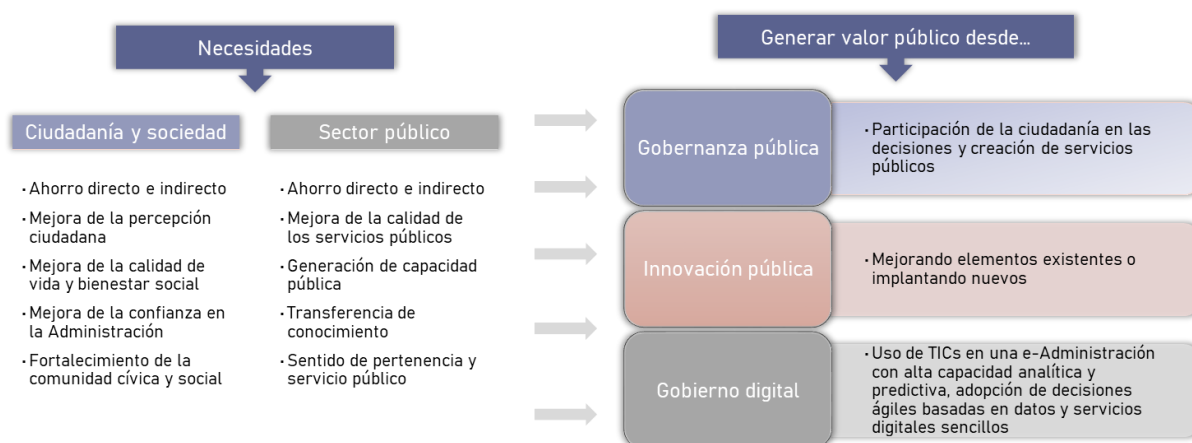 Necesidades
Ciudadanía y sociedad
· Ahorro directo e indirecto
· Mejora de la percepción
ciudadana
· Mejora de la calidad de
vida y bienestar social
· Mejora de la confianza en
la Administración
· Fortalecimiento de la
comunidad cívica y social
Sector público
· Ahorro directo e indirecto
· Mejora de la calidad de
los servicios públicos
· Generación de capacidad
pública
· Transferencia de
conocimiento
· Sentido de pertenencia y
servicio público
Generar valor público desde...
Gobernanza pública
· Participación de la ciudadanía en las
decisiones y creación de servicios
públicos
Innovación pública
· Mejorando elementos existentes o
implantando nuevos
Gobierno digital
· Uso de TICs en una e-Administración
con alta capacidad analítica y
predictiva, adopción de decisiones
ágiles basadas en datos y servicios
digitales sencillos